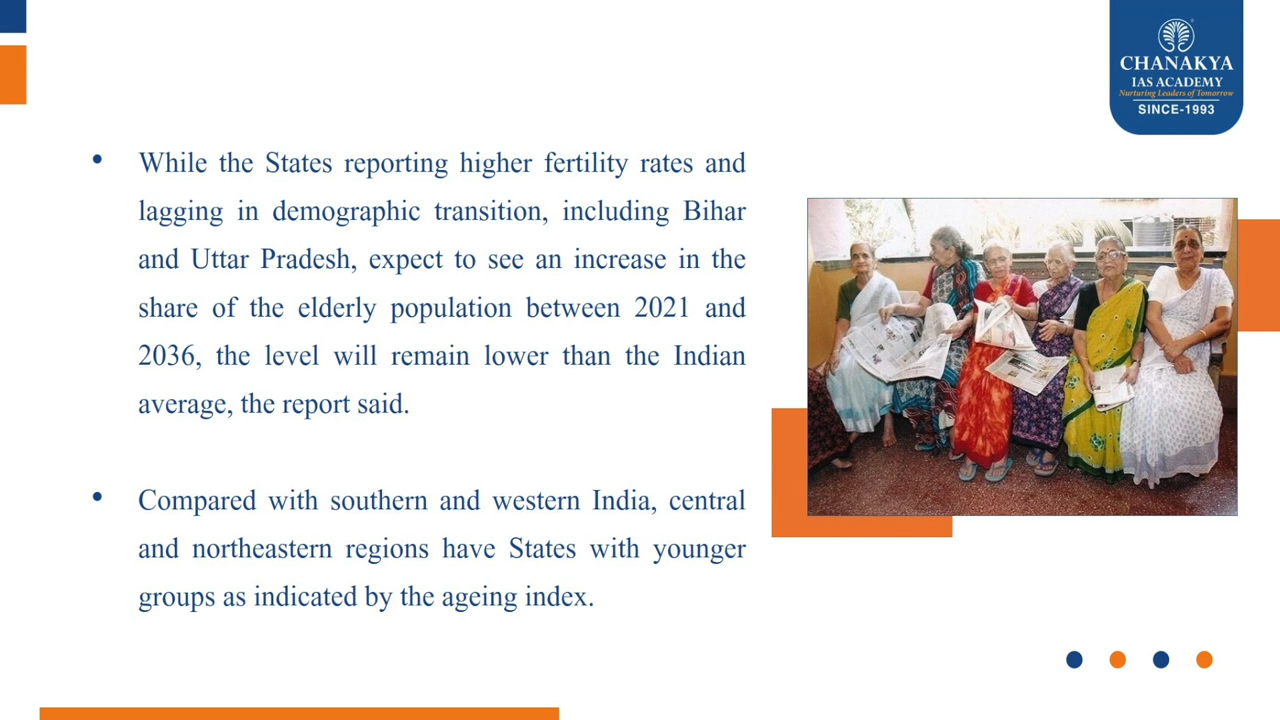 CHANAKYA
IAS ACADEMY
Nurturing Leaders of Tomorrow
SINCE-1993
• While the States reporting higher fertility rates and
lagging in demographic transition, including Bihar
and Uttar Pradesh, expect to see an increase in the
share of the elderly population between 2021 and
2036, the level will remain lower than the Indian
average, the report said.
• Compared with southern and western India, central
and northeastern regions have States with younger
groups as indicated by the ageing index.